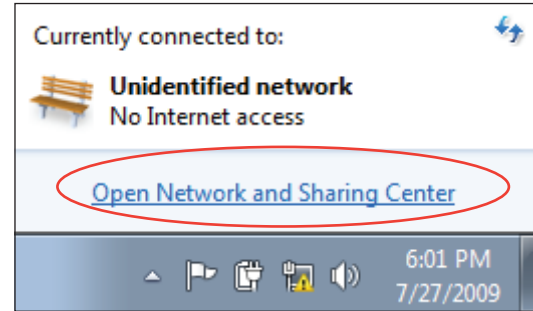 Currently connected to:
Unidentified network
No Internet access
Open Network and Sharing Center
6:01 PM
7/27/2009